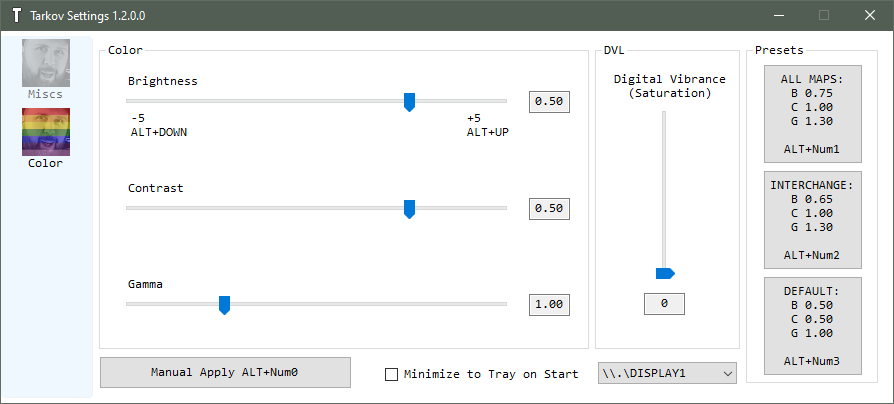 T Tarkov Settings 1.2.0.0
Miscs
Color
Color
Brightness
0.50
-5
ALT+DOWN
+5
ALT+UP
Contrast
0.50
Gamma
1.00
DVL
Digital Vibrance
(Saturation)
0
Presets
ALL MAPS:
B 0.75
C 1.00
G 1.30
ALT+Num1
INTERCHANGE:
B 0.65
C 1.00
G 1.30
ALT+Num2
DEFAULT:
B 0.50
C 0.50
G 1.00
ALT+Num3
Manual Apply ALT+Num0
Minimize to Tray on Start
\\.\DISPLAY1